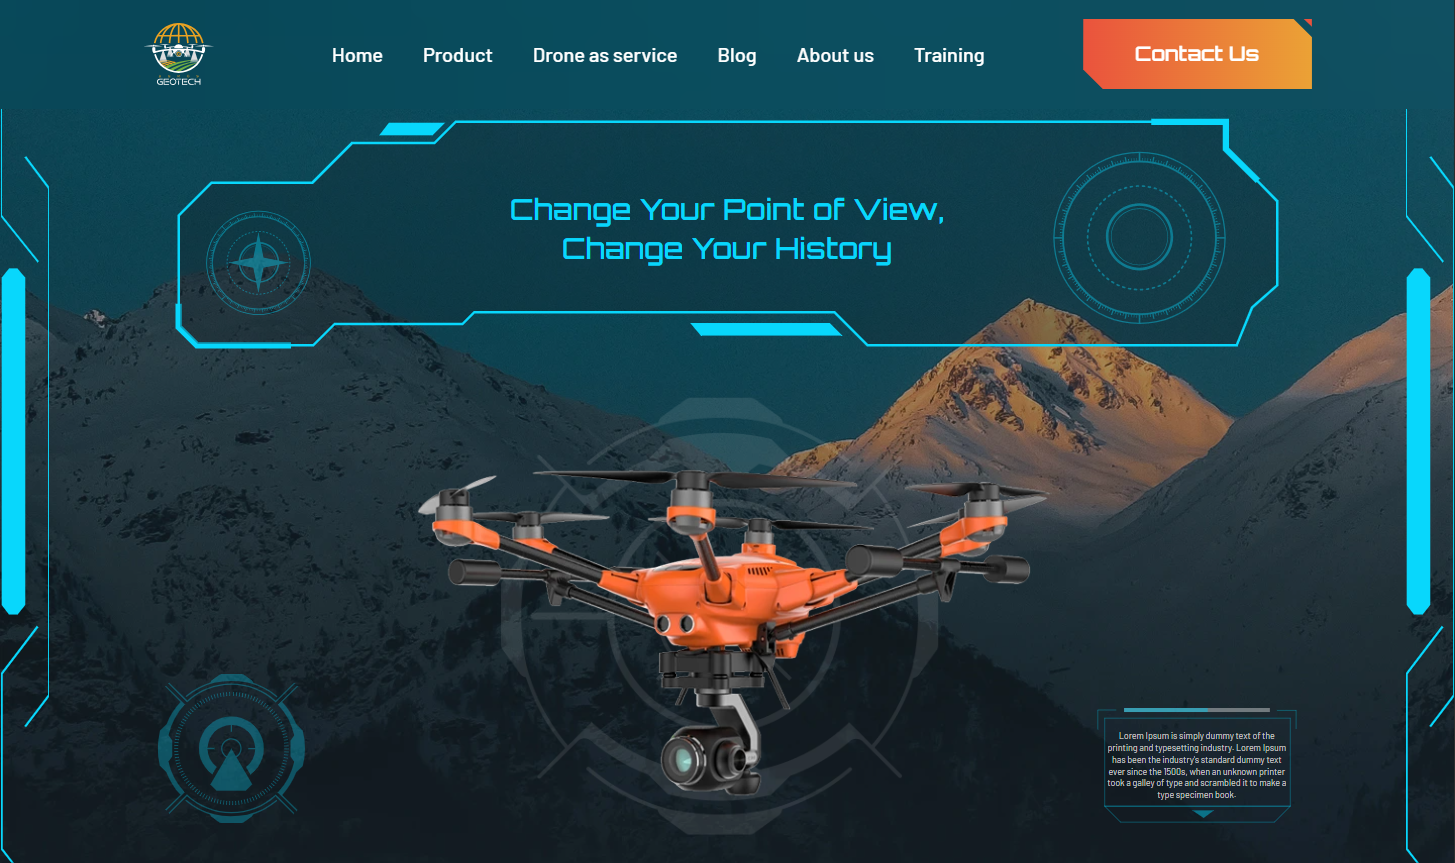 GEOTECH
Home
Product
Drone as service
Blog
About us
Training
Contact Us
Change Your Point of View,
Change Your History
Lorem Ipsum is simply dummy text of the
printing and typesetting industry. Lorem Ipsum
has been the industry's standard dummy text
ever since the 1500s, when an unknown printer
took a galley of type and scrambled it to make a
type specimen book.